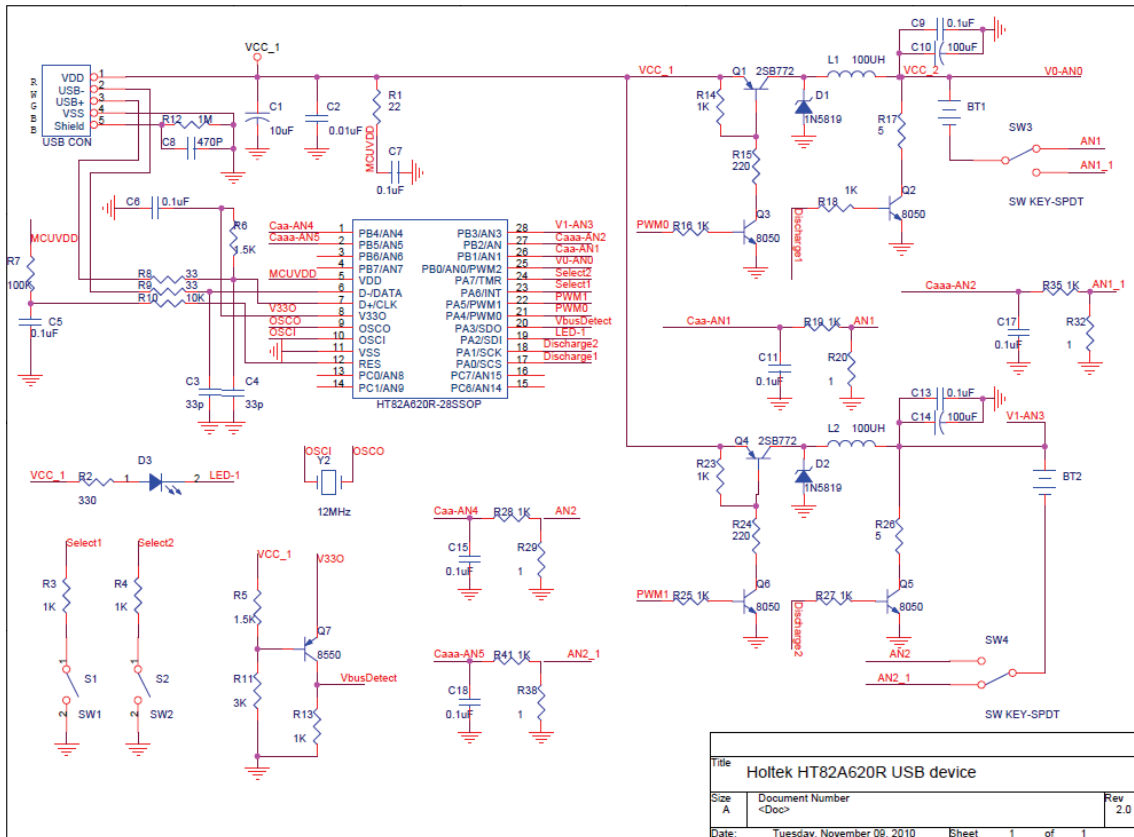 VCC_1
R
W
G
B
B
VDD
USB-
USB+
VSS
Shield
1
2
3
4
5
USB CON
R12 1M
C8 470P
C1
10uF
C2
0.01uF
R1
22
MCUVDD
C7
0.1uF
C6 0.1uF
R6
1.5K
MCUVDD
R7
100K
C5
0.1uF
R8 33
R9 33
R10 10K
C3
33p
C4
33p
Caa-AN4
Caaa-AN5
MCUVDD
V33O
OSCO
OSCI
1 PB4/AN4
2 PB5/AN5
3 PB6/AN6
4 PB7/AN7
5 VDD
6 D-/DATA
7 D+/CLK
8 V33O
9 OSCO
10 OSCI
11 VSS
12 RES
13 PC0/AN8
14 PC1/AN9
PB3/AN3 28 V1-AN3
PB2/AN 27 Caaa-AN2
PB1/AN1 26 Caa-AN1
PB0/AN0/PWM2 25 V0-AN0
PA7/TMR 24 Select2
PA6/INT 23 Select1
PA5/PWM1 22 PWM1
PA4/PWM0 21 PWM0
PA3/SDO 20 VbusDetect
PA2/SDI 19 LED-1
PA1/SCK 18 Discharge2
PA0/SCS 17 Discharge1
PC7/AN15 16
PC6/AN14 15
HT82A620R-28SSOP
VCC_1
Q1 2SB772
R14
1K
D1
1N5819
L1 100UH
C9 0.1uF
C10 100uF
VCC_2
V0-AN0
R17
5
BT1
SW3
AN1
AN1_1
SW KEY-SPDT
R15
220
Q3
8050
PWM0 R16 1K
Discharge1
1K
R18
Q2
8050
Caaa-AN2
R35 1K
AN1_1
C17
0.1uF
R32
1
Caa-AN1
R19 1K
AN1
C11
0.1uF
R20
1
Q4 2SB772
R23
1K
D2
1N5819
L2 100UH
C13 0.1uF
C14 100uF
V1-AN3
BT2
R24
220
R26
5
PWM1 R25 1K
Q6
8050
Discharge2
R27 1K
Q5
8050
AN2
AN2_1
SW4
SW KEY-SPDT
VCC_1 R2
330
D3
1
2
LED-1
OSCI
OSCO
Y2
12MHz
Select1
R3
1K
1
S1
2
SW1
Select2
R4
1K
1
S2
2
SW2
VCC_1
V33O
R5
1.5K
Q7
8550
R11
3K
VbusDetect
R13
1K
Caa-AN4
R28 1K
AN2
C15
0.1uF
R29
1
Caaa-AN5
R41 1K
AN2_1
C18
0.1uF
R38
1
Title
Holtek HT82A620R USB device
Size
A
Document Number
<Doc>
Rev
2.0
Date: Tuesday, November 09, 2010 Sheet 1 of 1